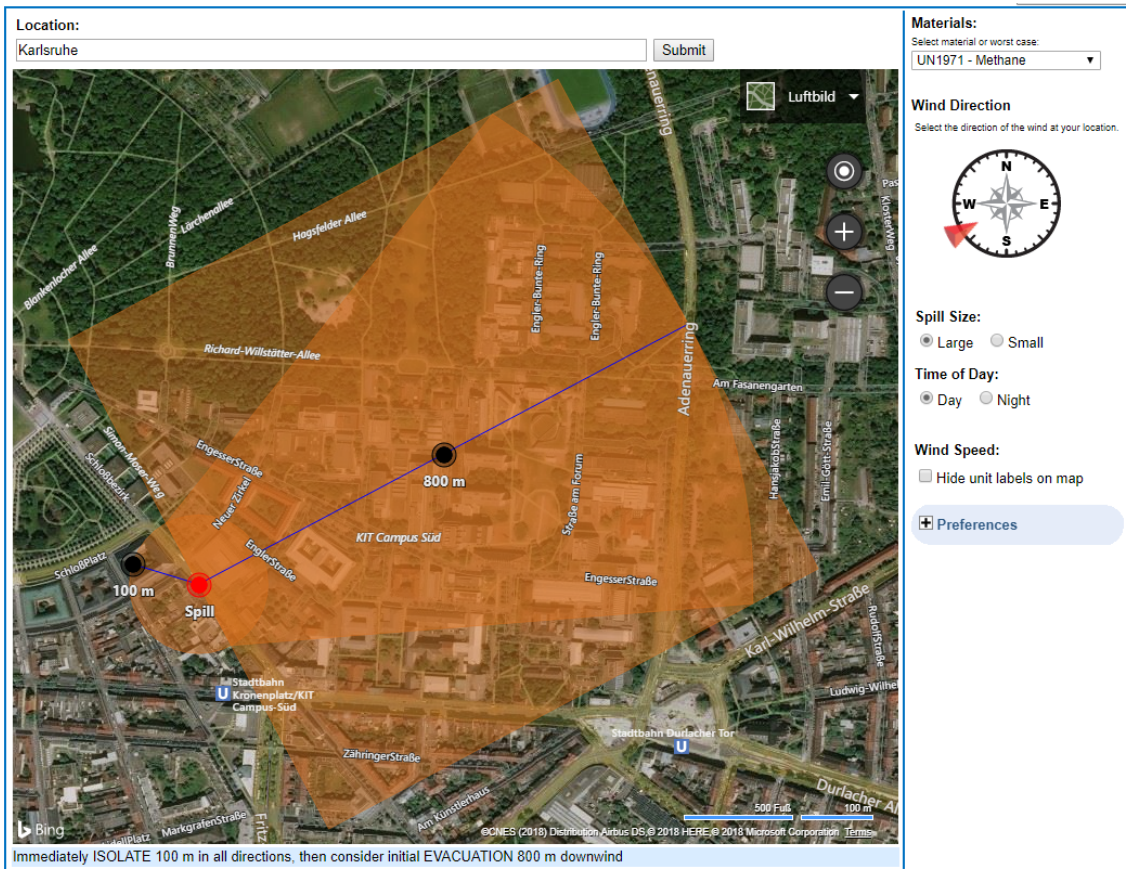 Location:
Karlsruhe
Submit
Luftbild
Adenauerring
KlosterWeg
Lärchenallee
BrunnenWeg
Hagsfelder Allee
Blankenlocher Allee
Engler-Bunte-Ring
Engler-Bunte-Ring
Richard-Willstätter-Allee
Adenauerring
Am Fasanengarten
HansjakobStraße
Emil-Gött-Straße
Simon-Moser-Weg
Schloßbezirk
EngesserStraße
Neuer Zirkel
800 m
Straße am Forum
KIT Campus Süd
SchloßPlatz
EnglerStraße
100 m
EngesserStraße
Spill
Karl-Wilhelm-Straße
RudolfStraße
U
Stadtbahn
Kronenplatz/KIT
Campus-Süd
Ludwig-Wilhe
Stadtbahn Durlacher Tor
U
ZähringerStraße
Durlacher Al
Am Künstlerhaus
Fritz
MarkgrafenStraße
500 Fuß
100 m
Bing
©CNES (2018) Distribution Airbus DS,© 2018 HERE,© 2018 Microsoft Corporation Terms
Immediately ISOLATE 100 m in all directions, then consider initial EVACUATION 800 m downwind
Materials:
Select material or worst case:
UN1971 - Methane
Wind Direction
Select the direction of the wind at your location.
N
W
E
S
Spill Size:
Large Small
Time of Day:
Day Night
Wind Speed:
Hide unit labels on map
Preferences